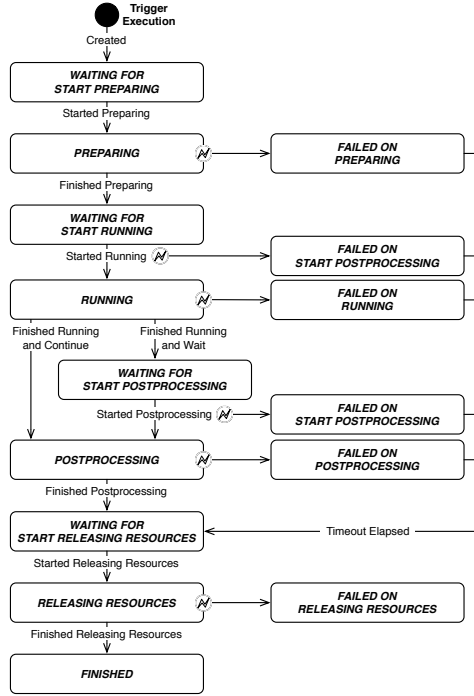 Trigger
Execution
Created
WAITING FOR
START PREPARING
Started Preparing
PREPARING
FAILED ON
PREPARING
Finished Preparing
WAITING FOR
START RUNNING
Started Running
FAILED ON
START POSTPROCESSING
RUNNING
FAILED ON
RUNNING
Finished Running
and Continue
Finished Running
and Wait
WAITING FOR
START POSTPROCESSING
Started Postprocessing
FAILED ON
START POSTPROCESSING
POSTPROCESSING
FAILED ON
POSTPROCESSING
Finished Postprocessing
WAITING FOR
START RELEASING RESOURCES
Timeout Elapsed
Started Releasing Resources
RELEASING RESOURCES
FAILED ON
RELEASING RESOURCES
Finished Releasing Resources
FINISHED